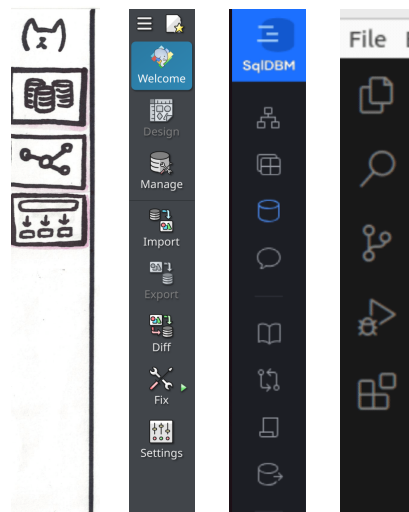 Welcome
Design
Manage
Import
Export
Diff
Fix
Settings
SqlDBM
File